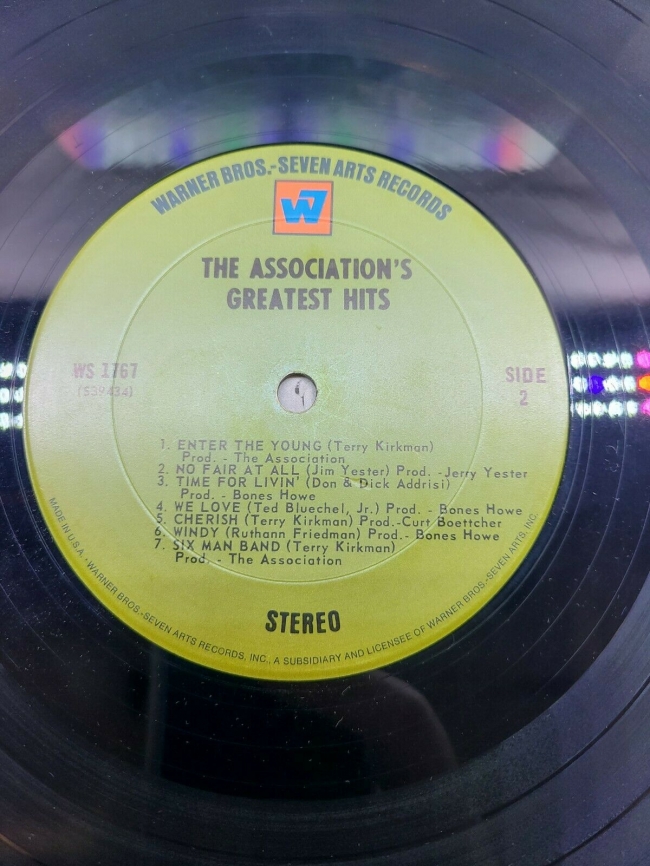 WARNER BROS.-SEVEN ARTS RECORDS
W7
THE ASSOCIATION'S
GREATEST HITS
WS 1767
(S39434)
SIDE
2
1. ENTER THE YOUNG (Terry Kirkman)
Prod. - The Association
2. NO FAIR AT ALL (Jim Yester) Prod. -Jerry Yester
3. TIME FOR LIVIN' (Don & Dick Addrisi)
Prod. - Bones Howe
4. WE LOVE (Ted Bluechel, Jr.) Prod. - Bones Howe
5. CHERISH (Terry Kirkman) Prod.-Curt Boettcher
6. WINDY (Ruthann Friedman) Prod.- Bones Howe
7. SIX MAN BAND (Terry Kirkman)
Prod. - The Association
STEREO
MADE IN U.S.A. • WARNER BROS.-SEVEN ARTS RECORDS, INC., A SUBSIDIARY AND LICENSEE OF WARNER BROS.-SEVEN ARTS, INC.